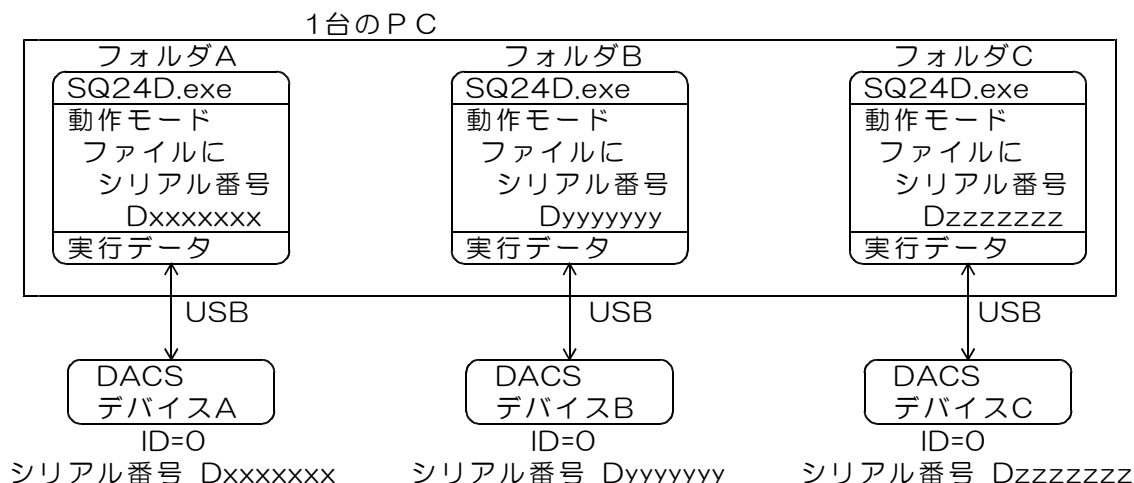 1台のPC
フォルダA
SQ24D.exe
動作モード
ファイルに
シリアル番号
Dxxxxxxx
実行データ
フォルダB
SQ24D.exe
動作モード
ファイルに
シリアル番号
Dyyyyyyy
実行データ
フォルダC
SQ24D.exe
動作モード
ファイルに
シリアル番号
Dzzzzzzz
実行データ
USB
USB
USB
DACS
デバイスA
ID=0
シリアル番号 Dxxxxxxx
DACS
デバイスB
ID=0
シリアル番号 Dyyyyyyy
DACS
デバイスC
ID=0
シリアル番号 Dzzzzzzz